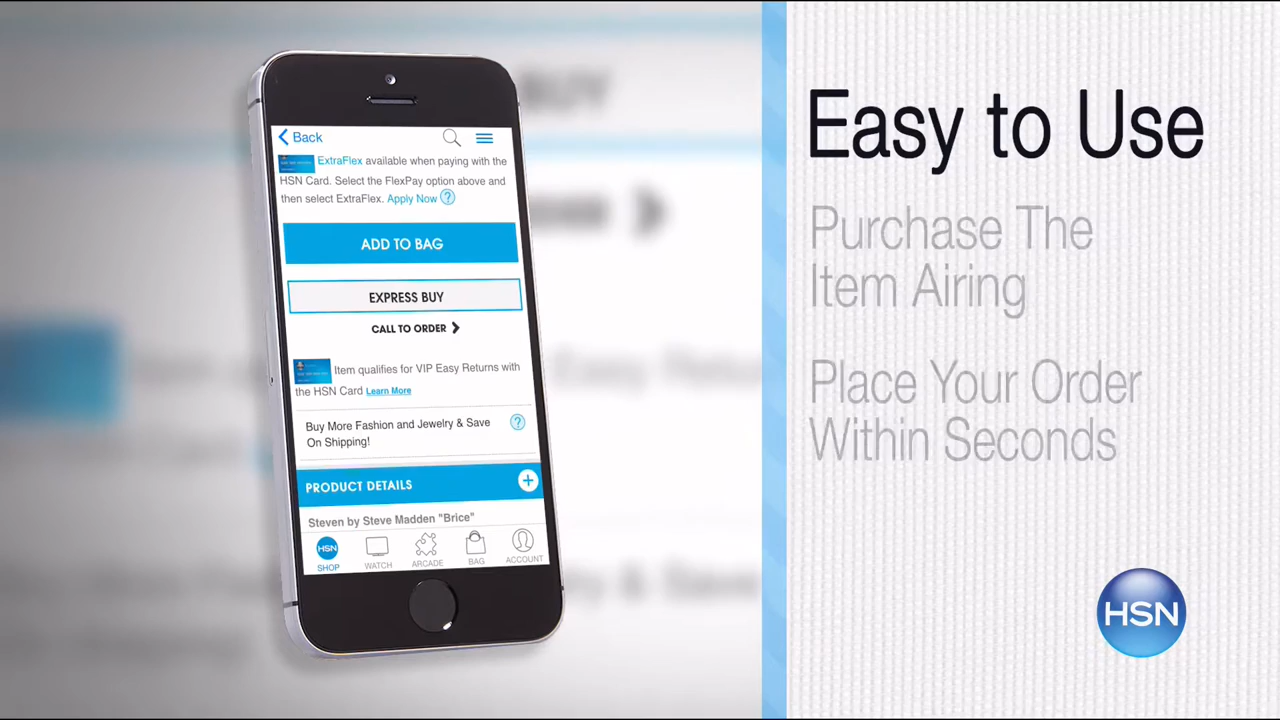 Back
ExtraFlex available when paying with the
HSN Card. Select the FlexPay option above and
then select ExtraFlex. Apply Now ?
ADD TO BAG
EXPRESS BUY
CALL TO ORDER
Item qualifies for VIP Easy Returns with
the HSN Card Learn More
Buy More Fashion and Jewelry & Save ?
On Shipping!
PRODUCT DETAILS +
Steven by Steve Madden "Brice"
HSN
SHOP WATCH ARCADE BAG ACCOUNT
Easy to Use
Purchase The
Item Airing
Place Your Order
Within Seconds
HSN